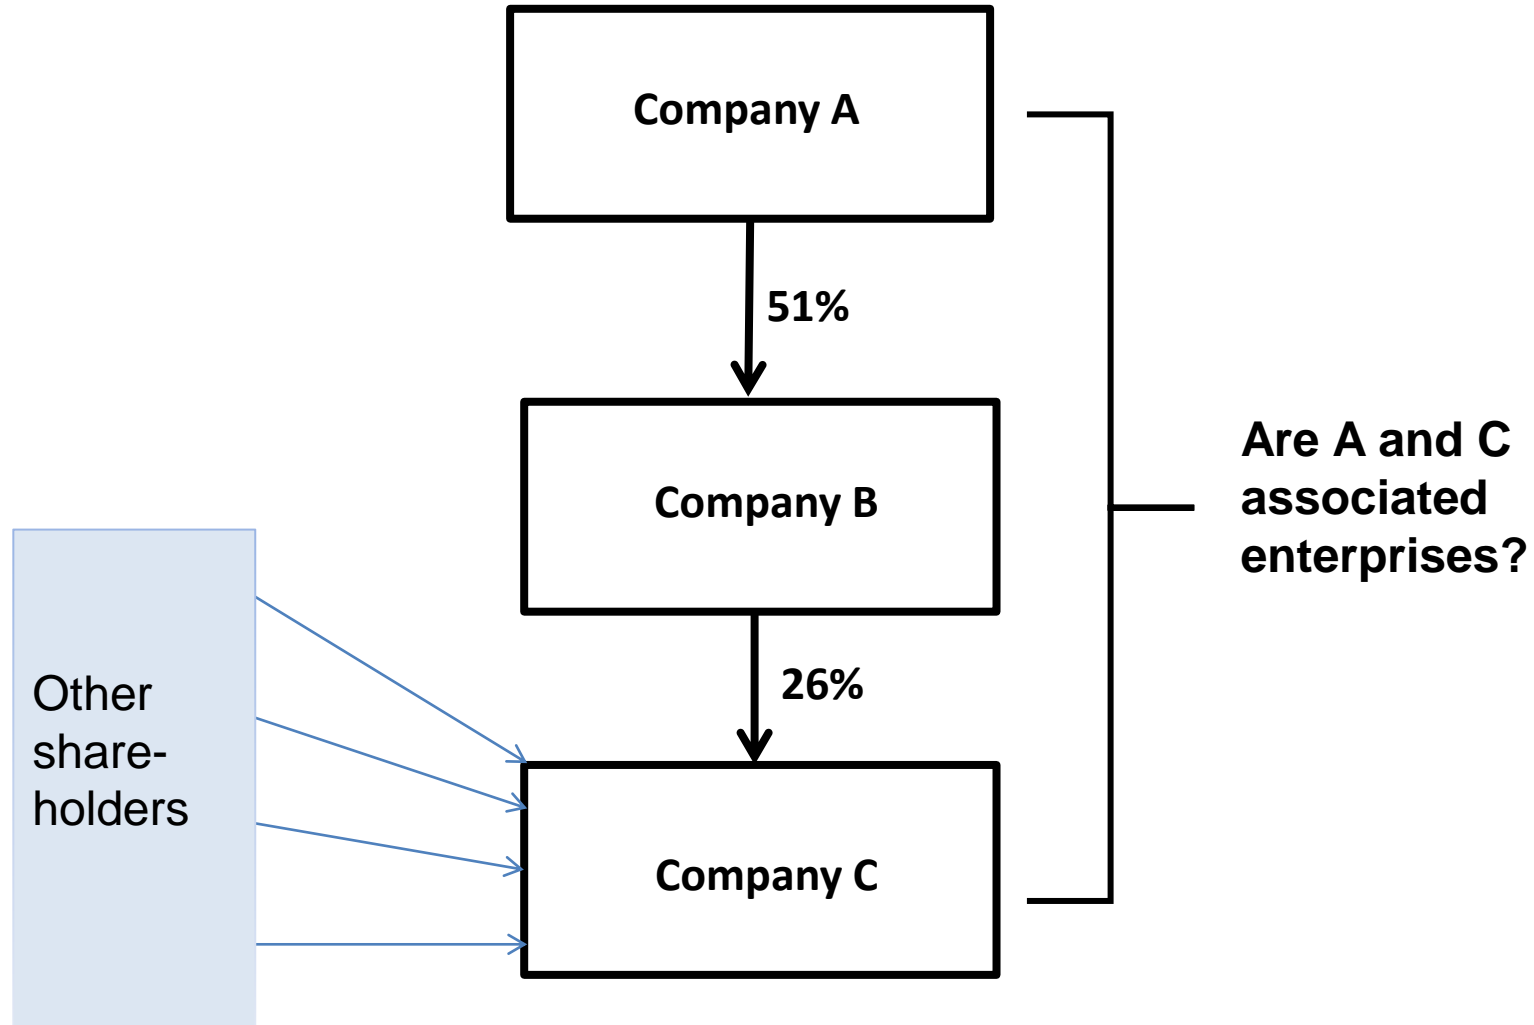 Company A
51%
Company B
Are A and C
associated
enterprises?
26%
Other
share-
holders
Company C